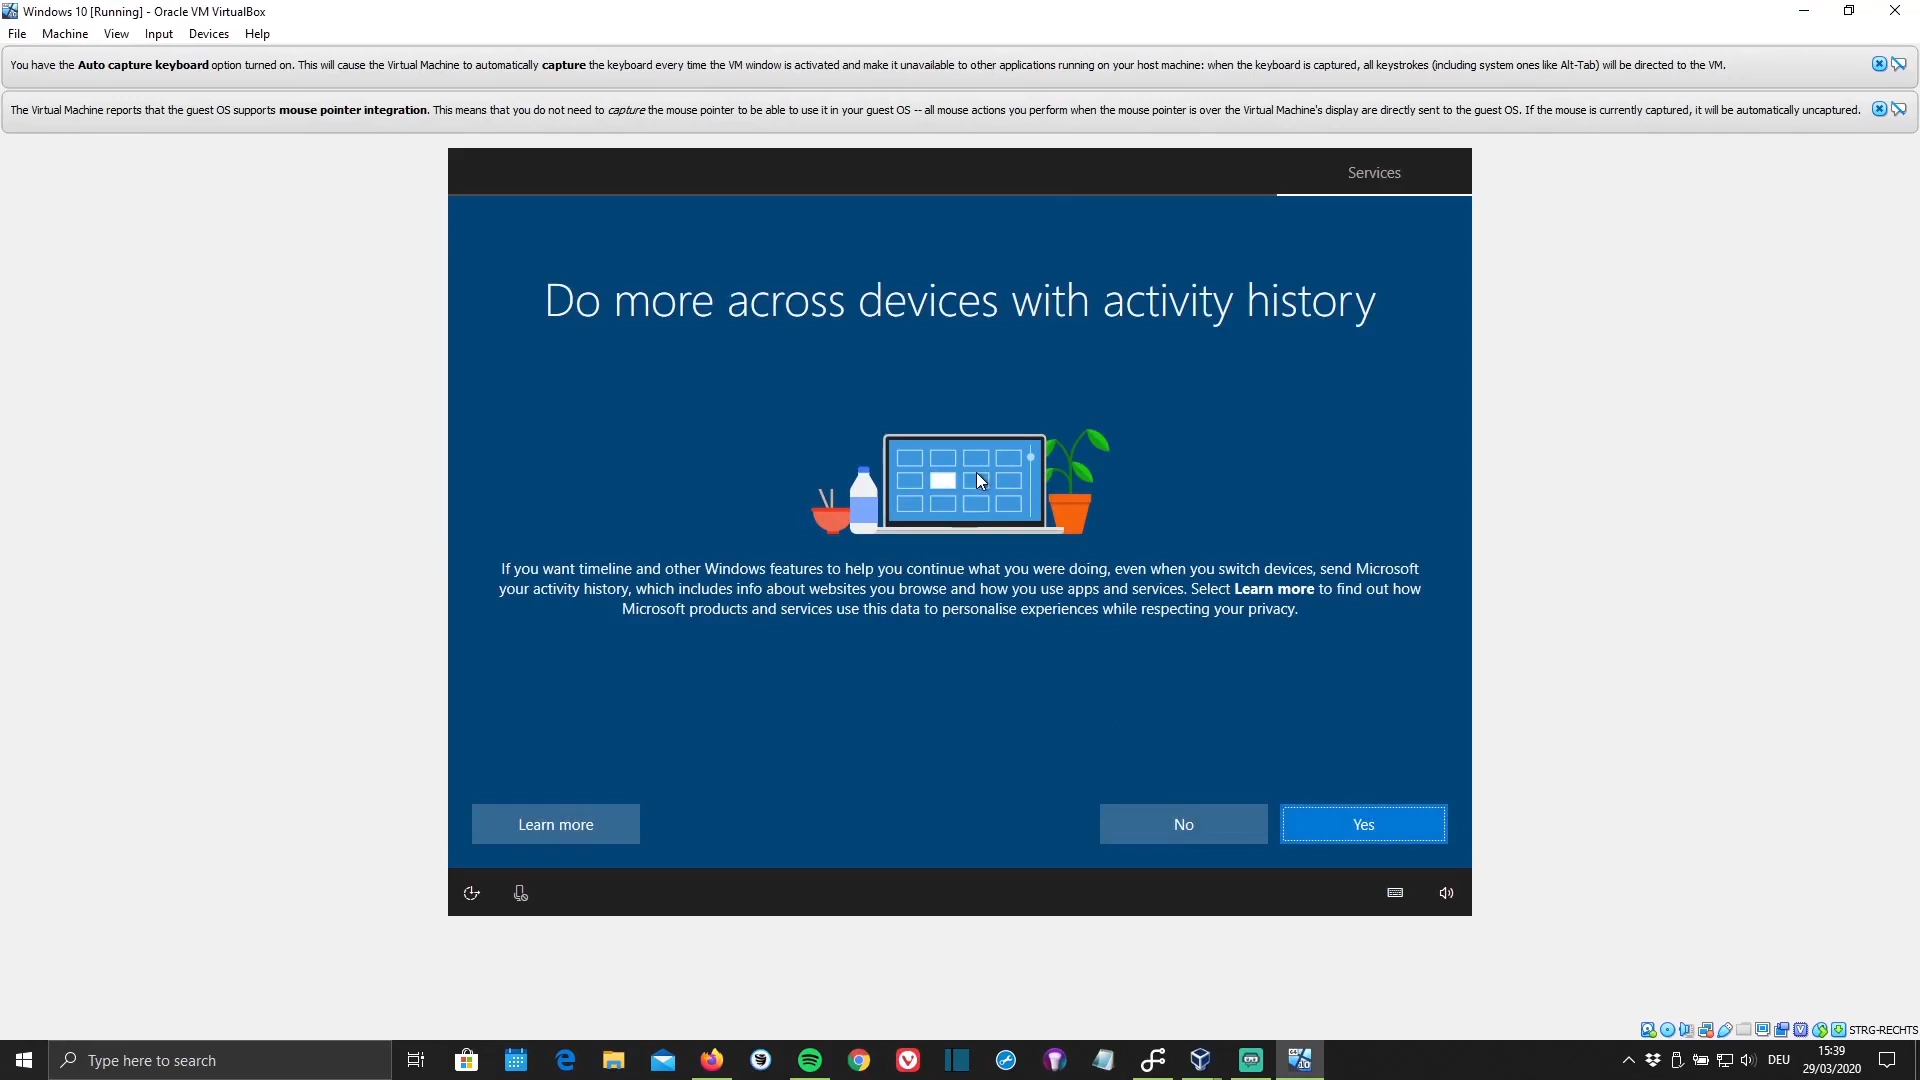 Windows 10 [Running] - Oracle VM VirtualBox
File Machine View Input Devices Help
You have the Auto capture keyboard option turned on. This will cause the Virtual Machine to automatically capture the keyboard every time the VM window is activated and make it unavailable to other applications running on your host machine: when the keyboard is captured, all keystrokes (including system ones like Alt-Tab) will be directed to the VM.
The Virtual Machine reports that the guest OS supports mouse pointer integration. This means that you do not need to capture the mouse pointer to be able to use it in your guest OS -- all mouse actions you perform when the mouse pointer is over the Virtual Machine's display are directly sent to the guest OS. If the mouse is currently captured, it will be automatically uncaptured.
Services
Do more across devices with activity history
If you want timeline and other Windows features to help you continue what you were doing, even when you switch devices, send Microsoft
your activity history, which includes info about websites you browse and how you use apps and services. Select Learn more to find out how
Microsoft products and services use this data to personalise experiences while respecting your privacy.
Learn more No Yes
STRG-RECHTS
Type here to search
DEU
15:39
29/03/2020